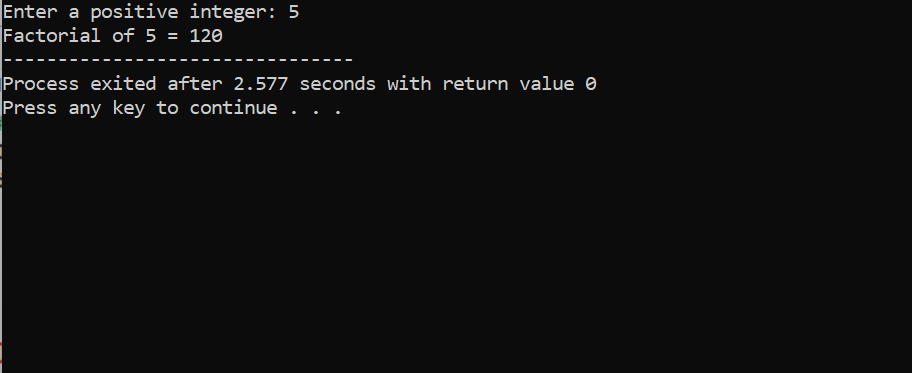 Enter a positive integer: 5
Factorial of 5 = 120
--------------------------------
Process exited after 2.577 seconds with return value 0
Press any key to continue . . .